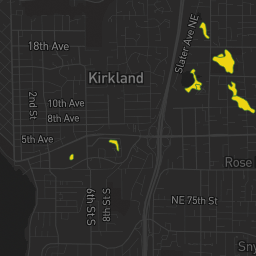 Slater Ave NE
18th Ave
Kirkland
2nd St
10th Ave
8th Ave
5th Ave
Rose
6th St S
8th St S
NE 75th St
Sny